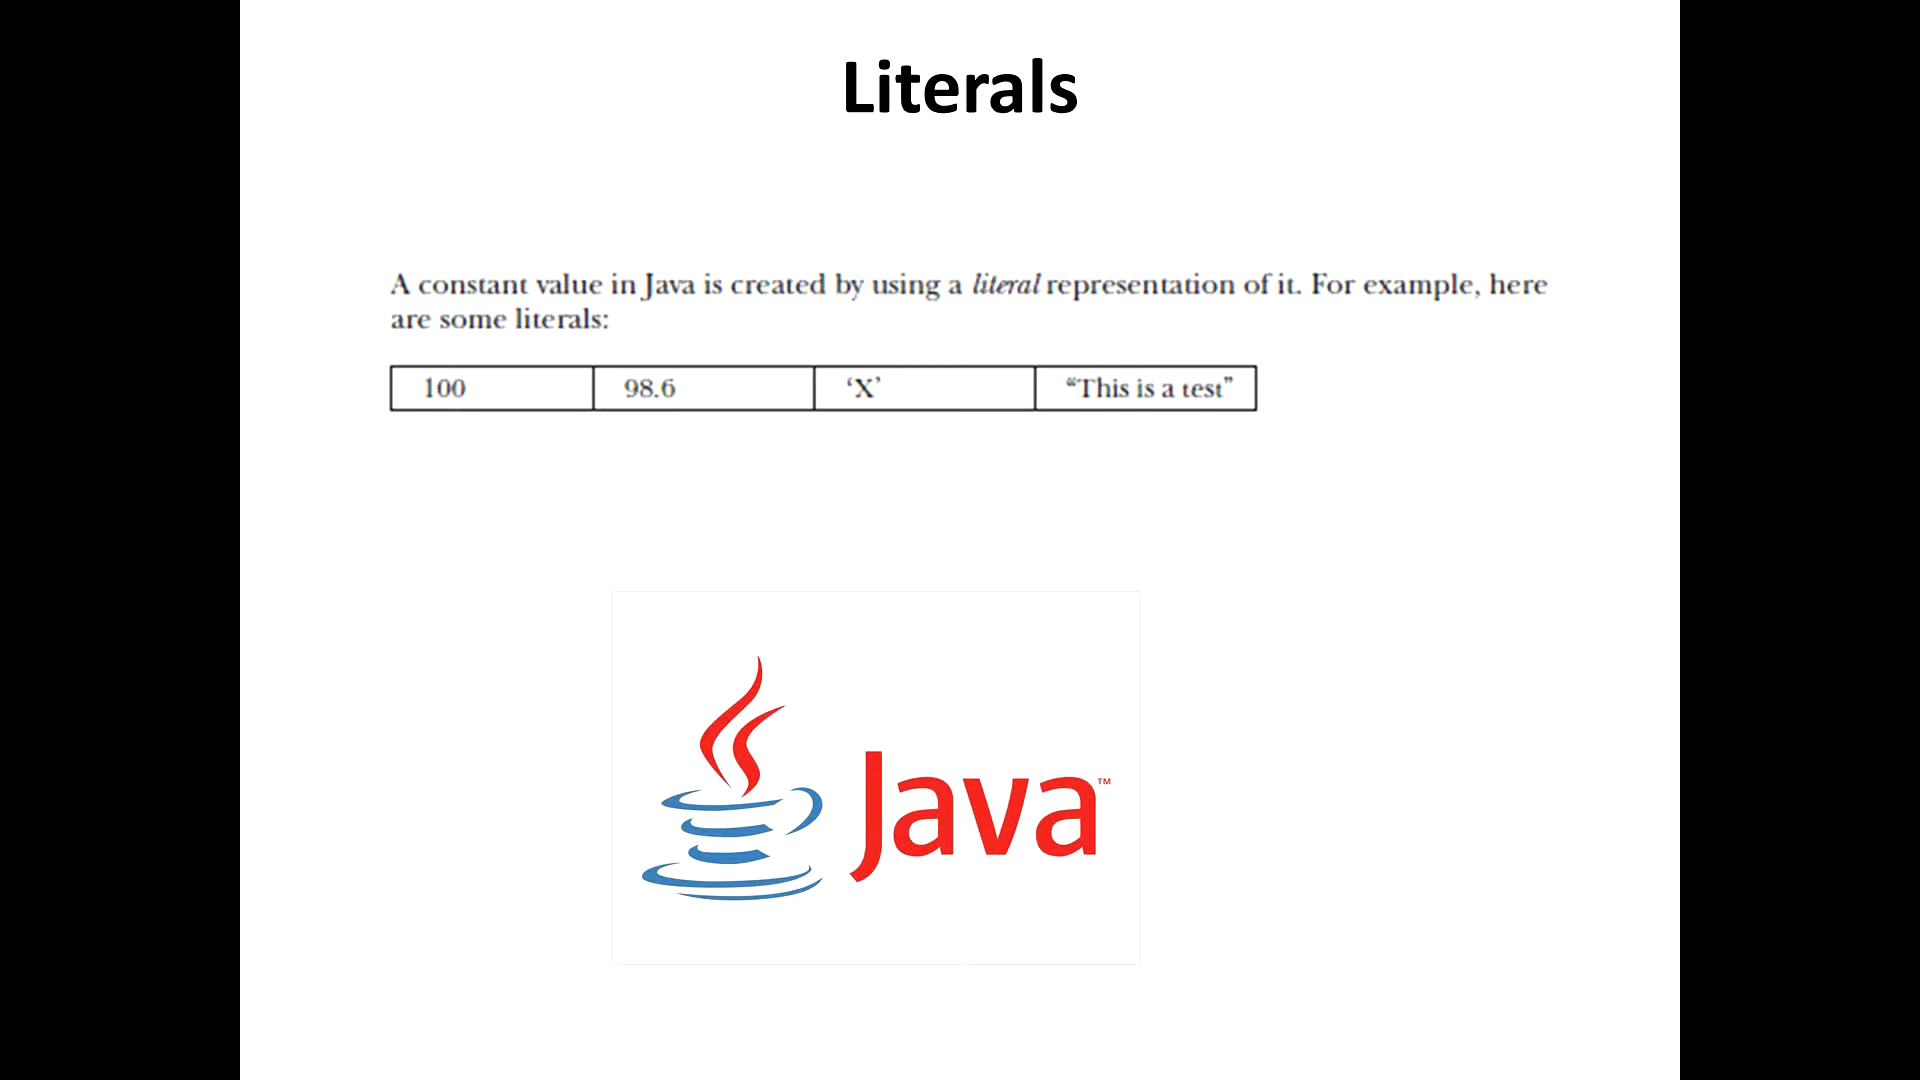 Literals
A constant value in Java is created by using a literal representation of it. For example, here
are some literals:
100 98.6 ‘X’ “This is a test”
Java™